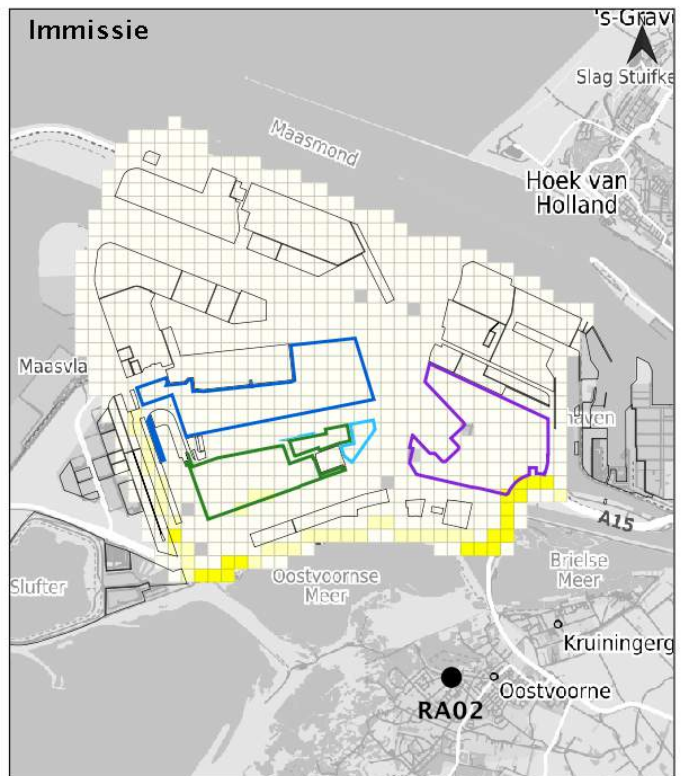 Immissie
's-Grav
Slag Stuifke
Maasmond
Hoek van
Holland
Maasvla
haven
A15
Slufter
Oostvoornse
Meer
Brielse
Meer
Kruiningerg
Oostvoorne
RA02